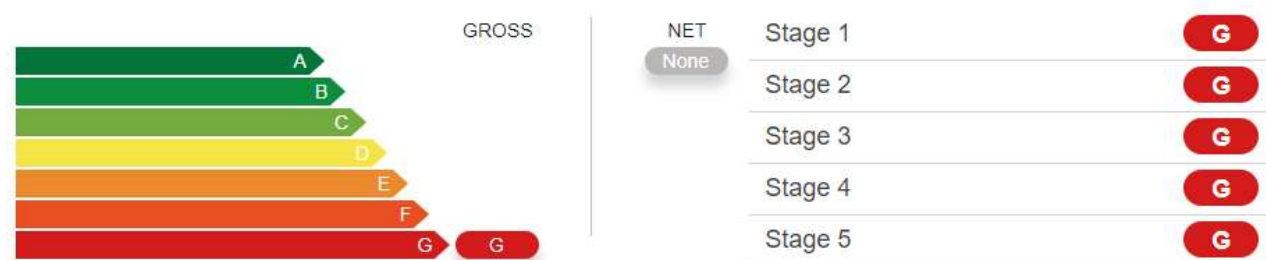 GROSS
A
B
C
D
E
F
G G
NET
None
Stage 1 G
Stage 2 G
Stage 3 G
Stage 4 G
Stage 5 G